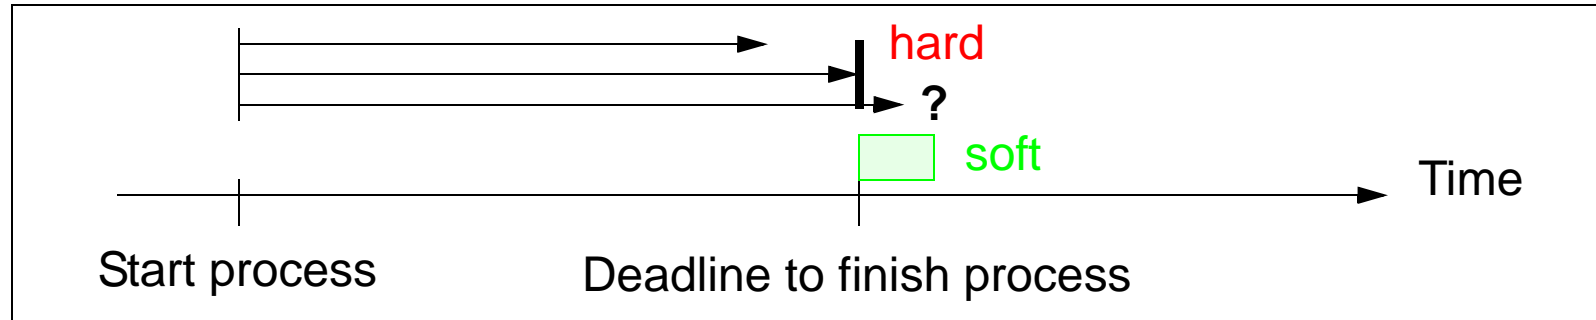 hard
?
soft
Time
Start process
Deadline to finish process